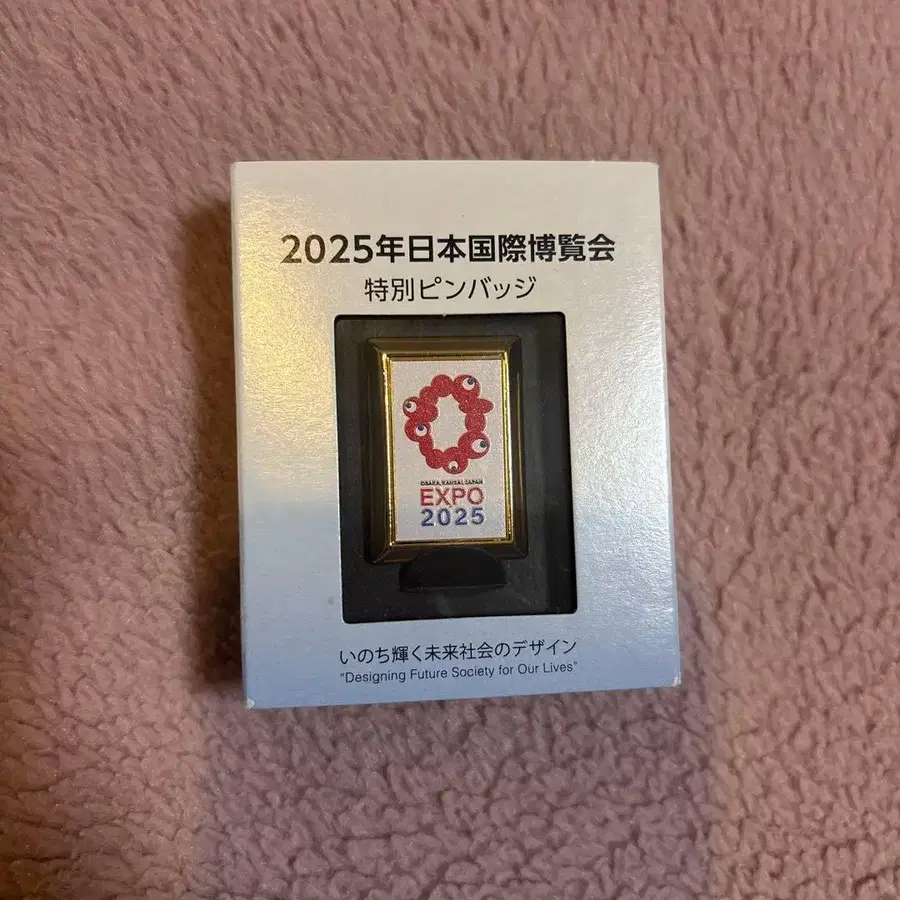 2025年日本国際博覧会
特別ピンバッジ
OSAKA, KANSAI, JAPAN
EXPO
2025
いのち輝く未来社会のデザイン
"Designing Future Society for Our Lives"